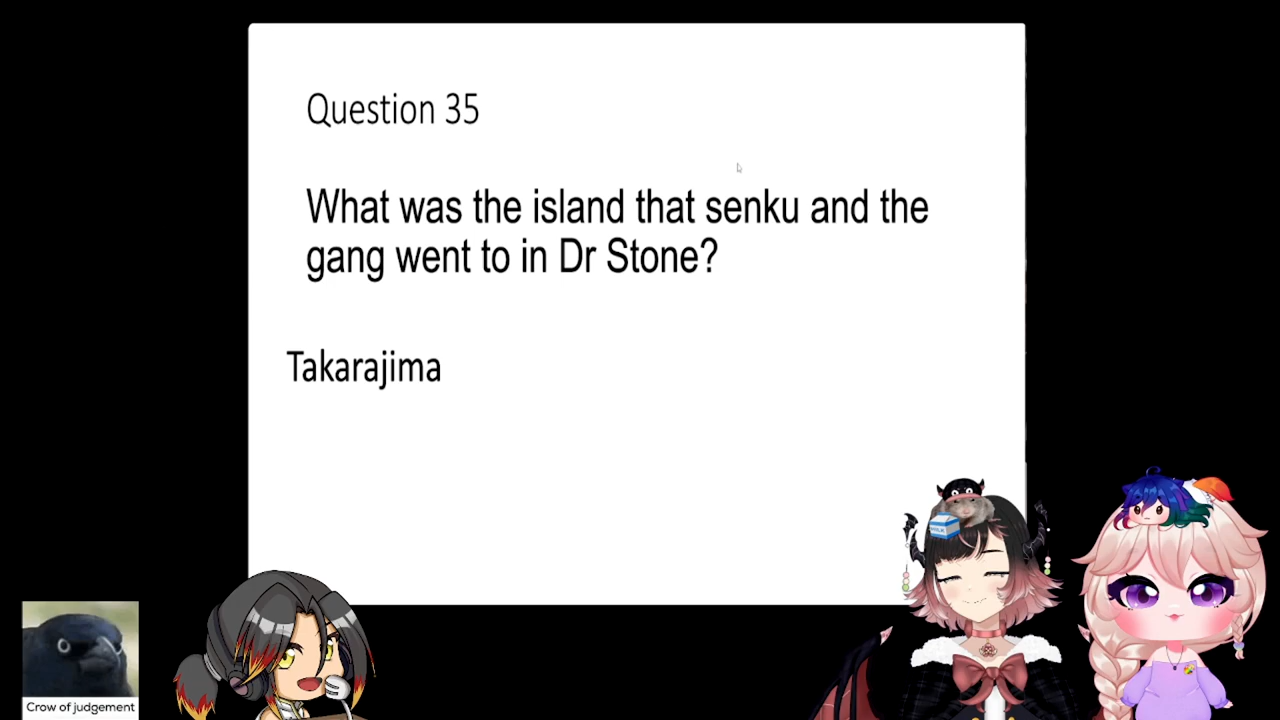 Question 35
What was the island that senku and the
gang went to in Dr Stone?
Takarajima
Crow of judgement